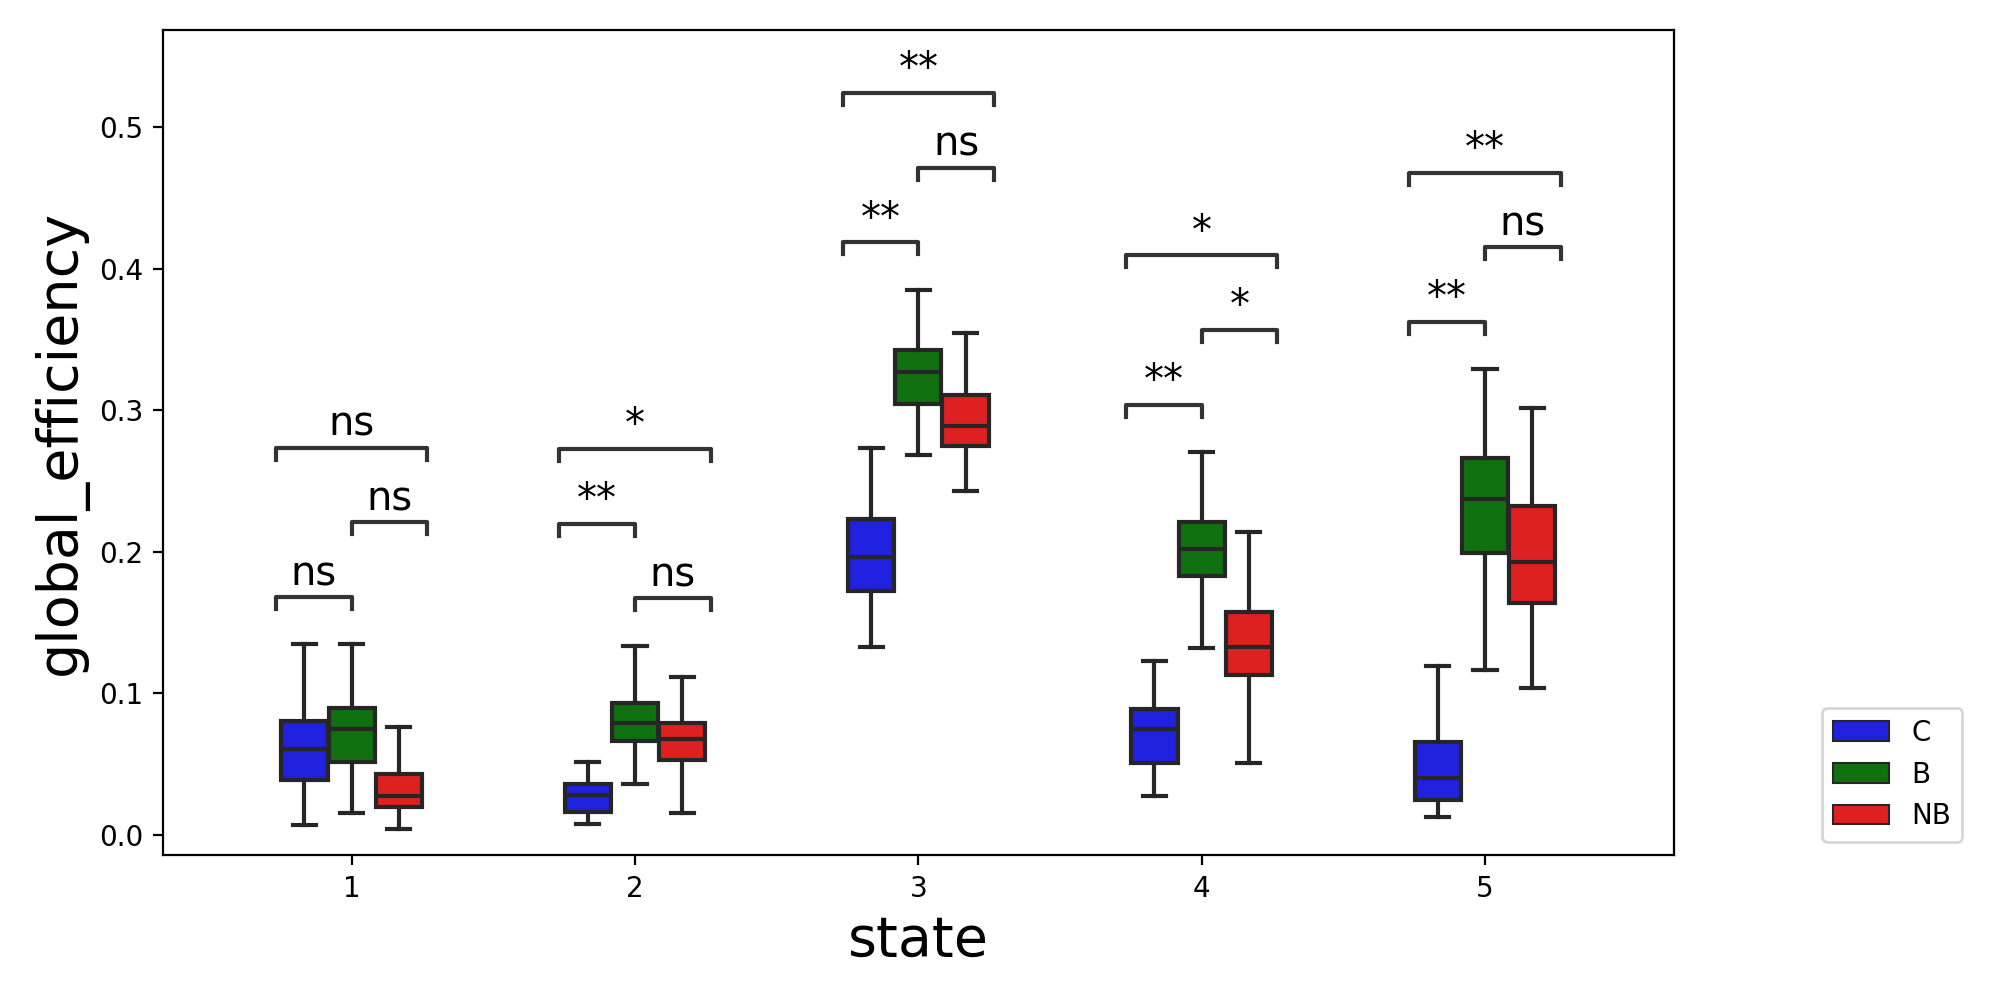 **
0.5
ns
**
**
ns
*
**
0.4
*
**
**
ns
*
0.3
ns
**
ns
0.2
ns
ns
0.1
0.0
global_efficiency
1 2 3 4 5
state
C
B
NB